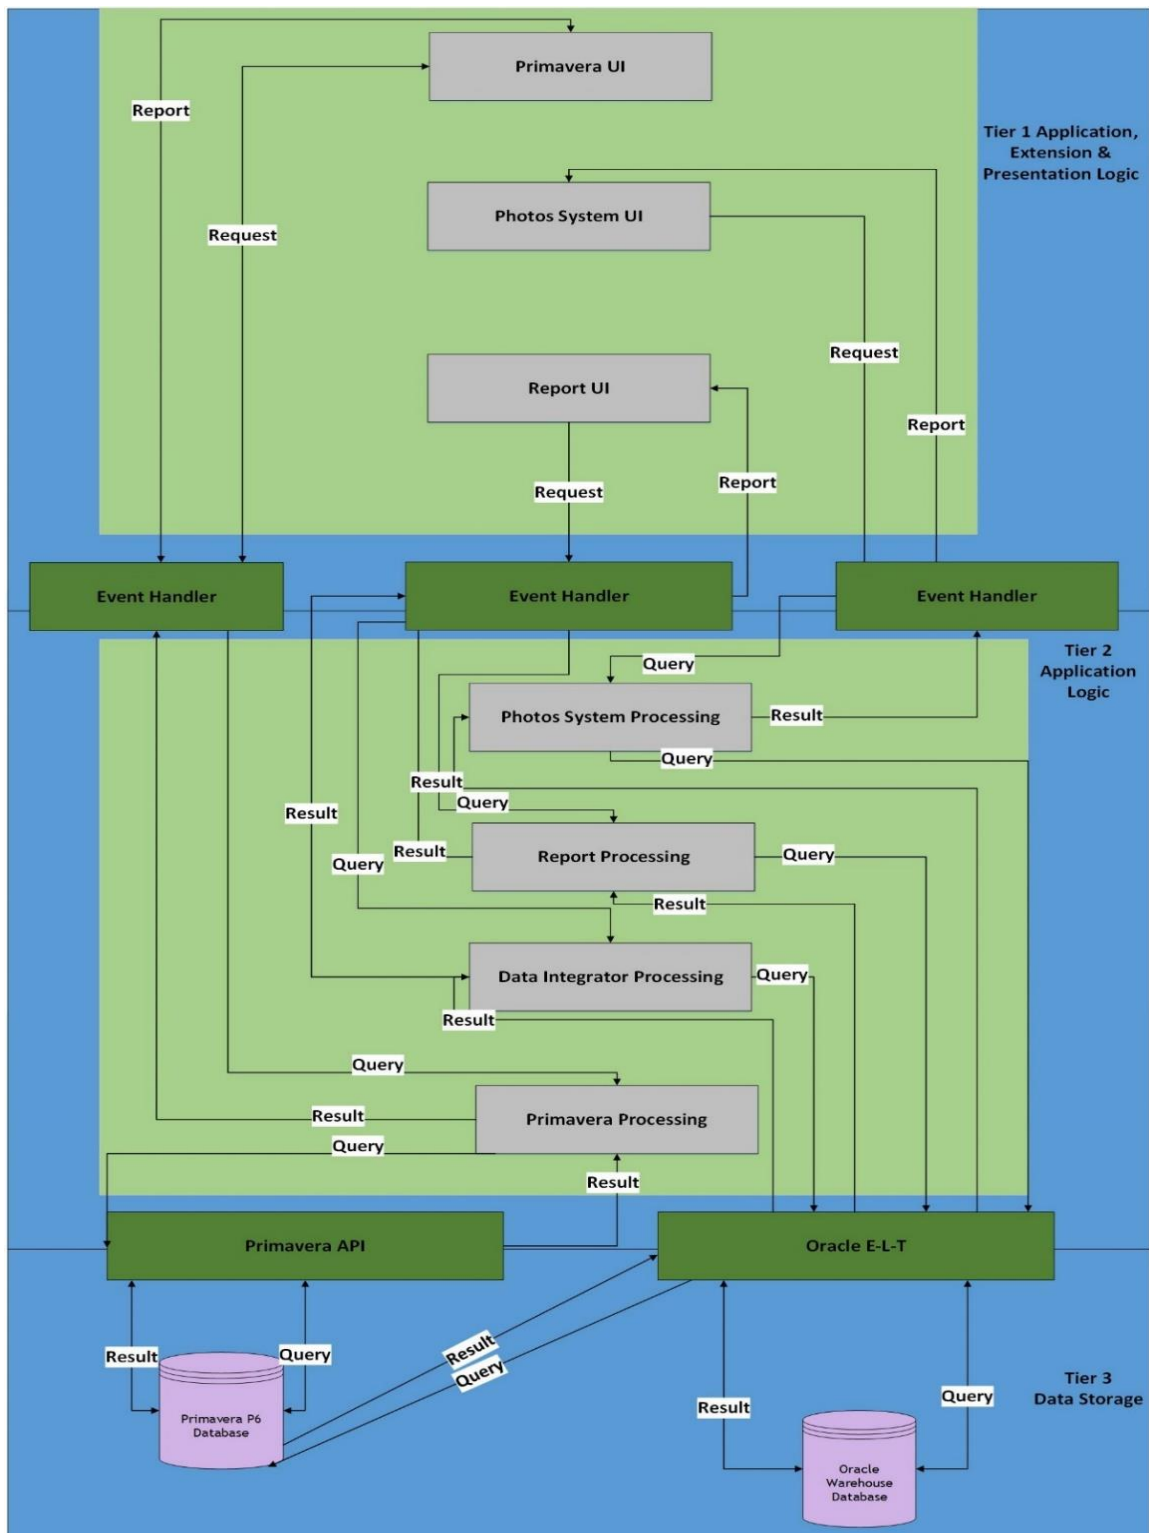 Primavera UI
Report
Tier 1 Application,
Extension &
Presentation Logic
Photos System UI
Request
Request
Report UI
Report
Report
Request
Event Handler
Event Handler
Event Handler
Tier 2
Application
Logic
Query
Photos System Processing
Result
Query
Result
Query
Result
Result
Report Processing
Query
Query
Result
Data Integrator Processing
Query
Result
Query
Result
Primavera Processing
Query
Result
Primavera API
Oracle E-L-T
Result
Query
Result
Query
Tier 3
Data Storage
Primavera P6
Database
Result
Query
Oracle
Warehouse
Database